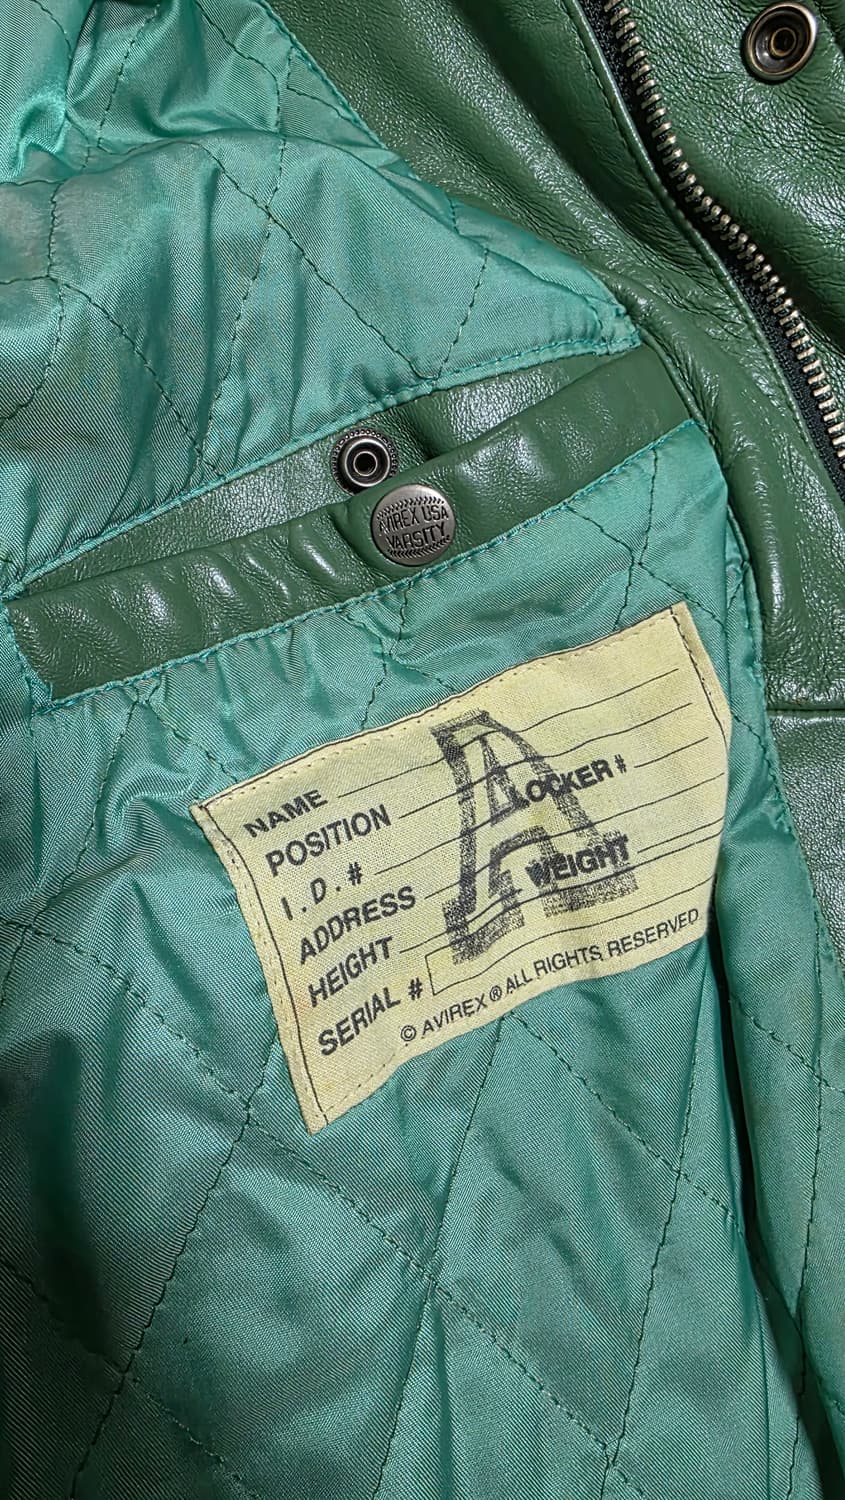 AVIREX USA
VARSITY
A
NAME
POSITION
I.D.# LOCKER #
ADDRESS
HEIGHT WEIGHT
SERIAL #
© AVIREX ® ALL RIGHTS RESERVED